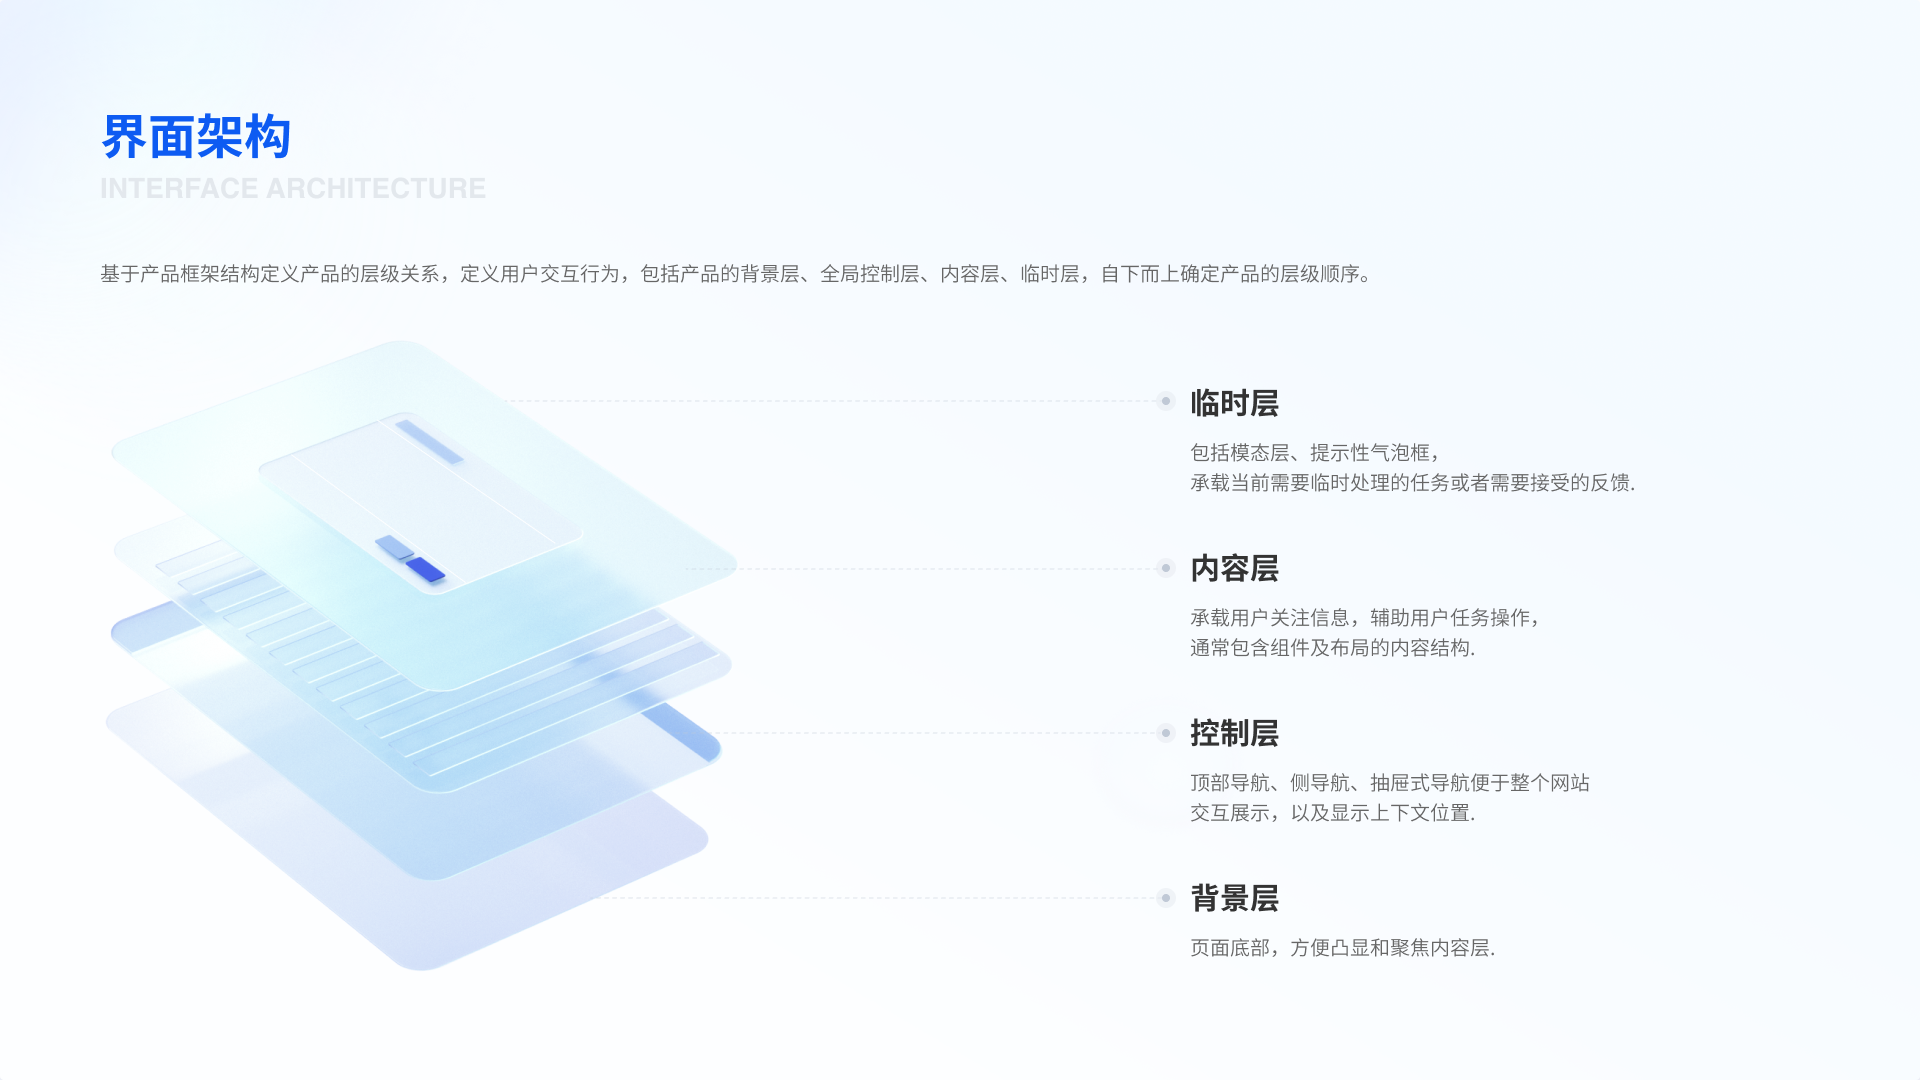 界面架构
INTERFACE ARCHITECTURE
基于产品框架结构定义产品的层级关系，定义用户交互行为，包括产品的背景层、全局控制层、内容层、临时层，自下而上确定产品的层级顺序。
临时层
包括模态层、提示性气泡框，
承载当前需要临时处理的任务或者需要接受的反馈.
内容层
承载用户关注信息，辅助用户任务操作，
通常包含组件及布局的内容结构.
控制层
顶部导航、侧导航、抽屉式导航便于整个网站
交互展示，以及显示上下文位置.
背景层
页面底部，方便凸显和聚焦内容层.